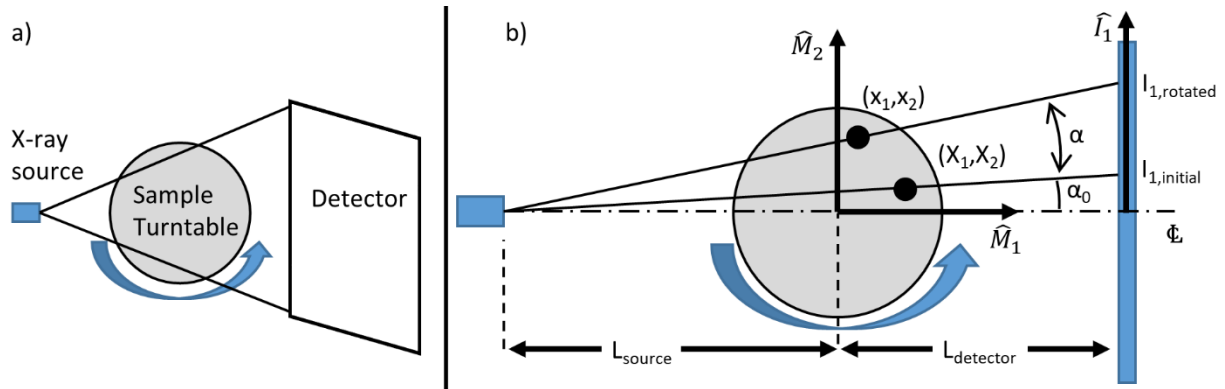 a)
X-ray
source
Sample
Turntable
Detector
b)
M̂₂
Î₁
(x₁,x₂)
I₁,rotated
α
(X₁,X₂)
I₁,initial
α₀
M̂₁
℄
Lsource
Ldetector